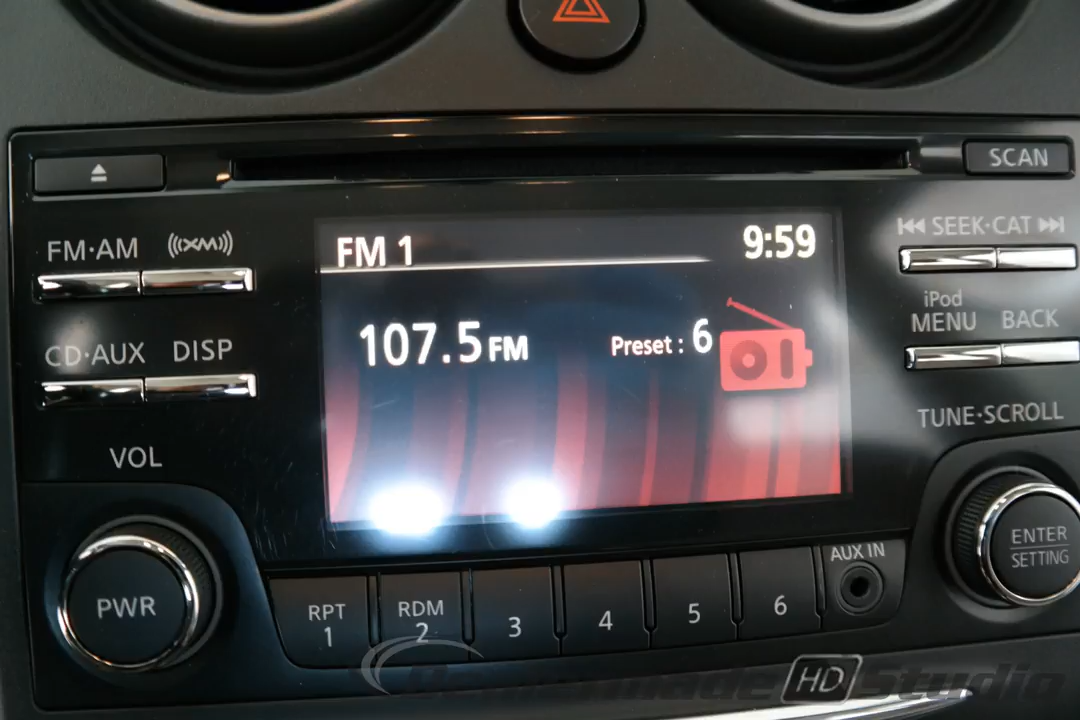 SCAN
FM·AM
XM
SEEK·CAT
FM 1
9:59
iPod
MENU
BACK
CD·AUX
DISP
107.5 FM
Preset : 6
TUNE·SCROLL
VOL
ENTER
SETTING
AUX IN
PWR
RPT
1
RDM
2
3
4
5
6
HD
Studio